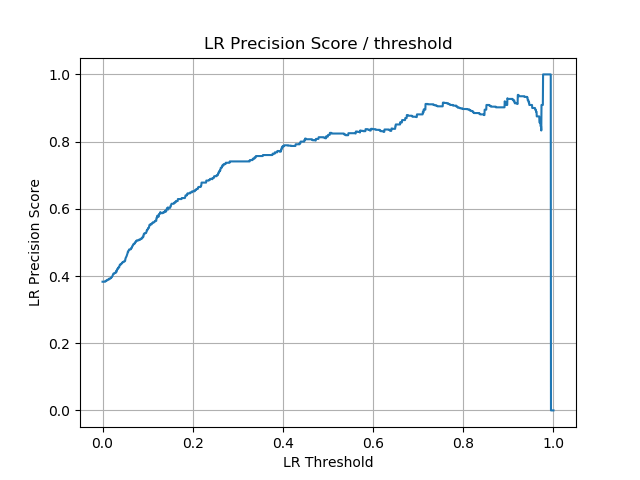 LR Precision Score / threshold
1.0
0.8
0.6
0.4
0.2
0.0
LR Precision Score
0.0 0.2 0.4 0.6 0.8 1.0
LR Threshold